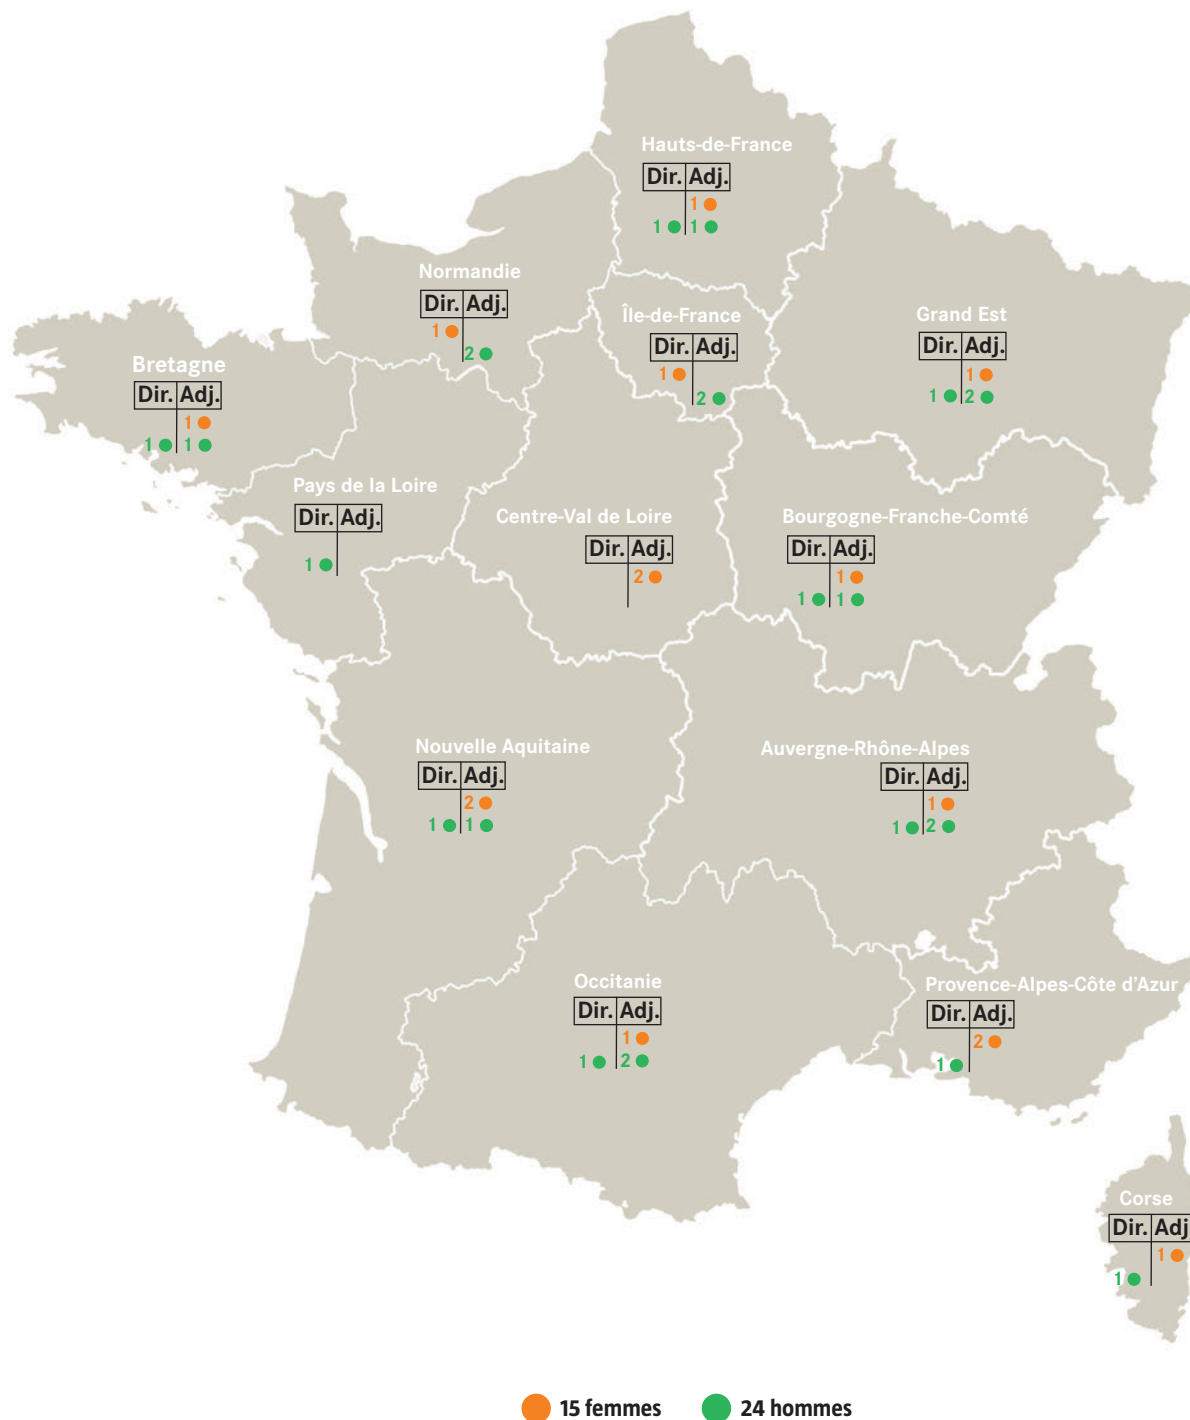 Hauts-de-France
Dir. Adj.
1
1 1
Normandie
Dir. Adj.
1
2
Île-de-France
Dir. Adj.
1
2
Grand Est
Dir. Adj.
1
1 2
Bretagne
Dir. Adj.
1
1 1
Pays de la Loire
Dir. Adj.
1
Centre-Val de Loire
Dir. Adj.
2
Bourgogne-Franche-Comté
Dir. Adj.
1
1 1
Nouvelle Aquitaine
Dir. Adj.
2
1 1
Auvergne-Rhône-Alpes
Dir. Adj.
1
1 2
Occitanie
Dir. Adj.
1
1 2
Provence-Alpes-Côte d'Azur
Dir. Adj.
2
1
Corse
Dir. Adj
1
1
15 femmes 24 hommes